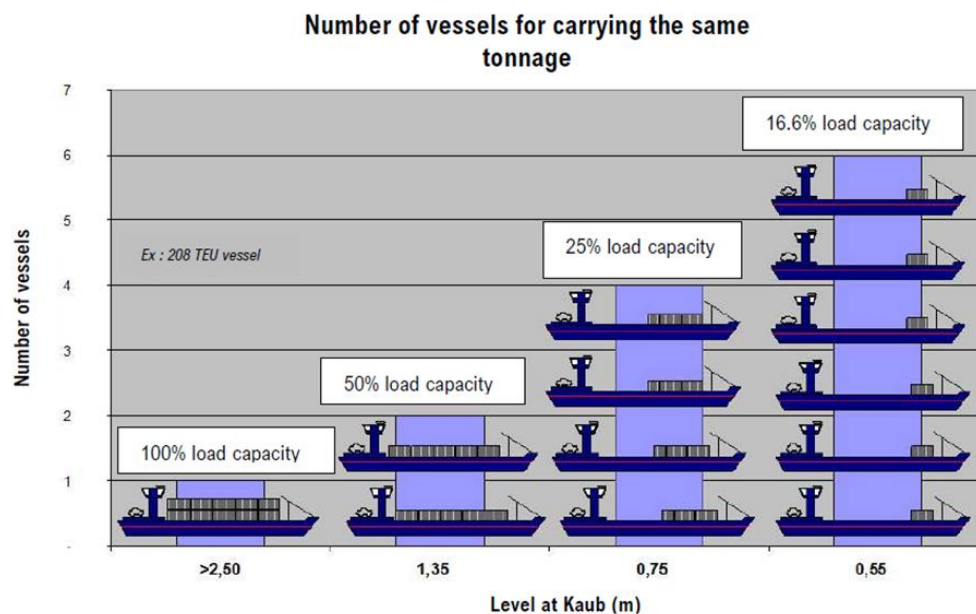 Number of vessels for carrying the same
tonnage
Number of vessels
7
6
5
4
3
2
1
-
16.6% load capacity
25% load capacity
Ex : 208 TEU vessel
50% load capacity
100% load capacity
>2,50
1,35
0,75
0,55
Level at Kaub (m)